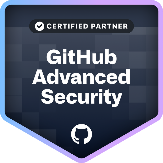 CERTIFIED PARTNER
GitHub
Advanced
Security